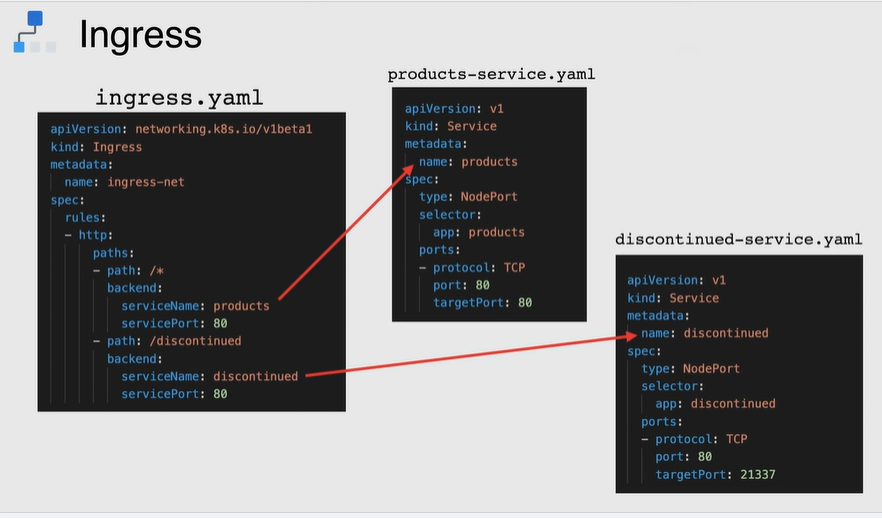 Ingress
ingress.yaml
apiVersion: networking.k8s.io/v1beta1
kind: Ingress
metadata:
  name: ingress-net
spec:
  rules:
  - http:
      paths:
      - path: /*
        backend:
          serviceName: products
          servicePort: 80
      - path: /discontinued
        backend:
          serviceName: discontinued
          servicePort: 80
products-service.yaml
apiVersion: v1
kind: Service
metadata:
  name: products
spec:
  type: NodePort
  selector:
    app: products
  ports:
  - protocol: TCP
    port: 80
    targetPort: 80
discontinued-service.yaml
apiVersion: v1
kind: Service
metadata:
  name: discontinued
spec:
  type: NodePort
  selector:
    app: discontinued
  ports:
  - protocol: TCP
    port: 80
    targetPort: 21337